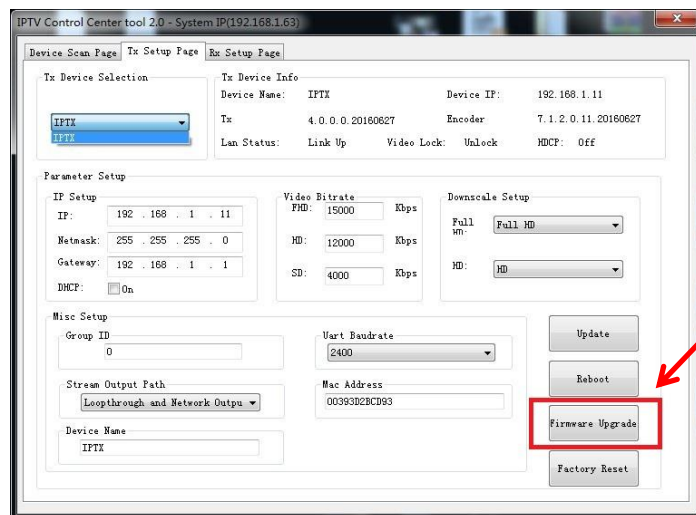 IPTV Control Center tool 2.0 - System IP(192.168.1.63)
Device Scan Page Tx Setup Page Rx Setup Page
Tx Device Selection
IPTX
IPTX
Tx Device Info
Device Name: IPTX Device IP: 192.168.1.11
Tx 4.0.0.0.20160627 Encoder 7.1.2.0.11.20160627
Lan Status: Link Up Video Lock: Unlock HDCP: Off
Parameter Setup
IP Setup
IP: 192 . 168 . 1 . 11
Netmask: 255 . 255 . 255 . 0
Gateway: 192 . 168 . 1 . 1
DHCP: On
Video Bitrate
FHD: 15000 Kbps
HD: 12000 Kbps
SD: 4000 Kbps
Downscale Setup
Full HD: Full HD
HD: HD
Misc Setup
Group ID
0
Uart Baudrate
2400
Stream Output Path
Loopthrough and Network Outpu
Mac Address
00393D2BCD93
Device Name
IPTX
Update
Reboot
Firmware Upgrade
Factory Reset